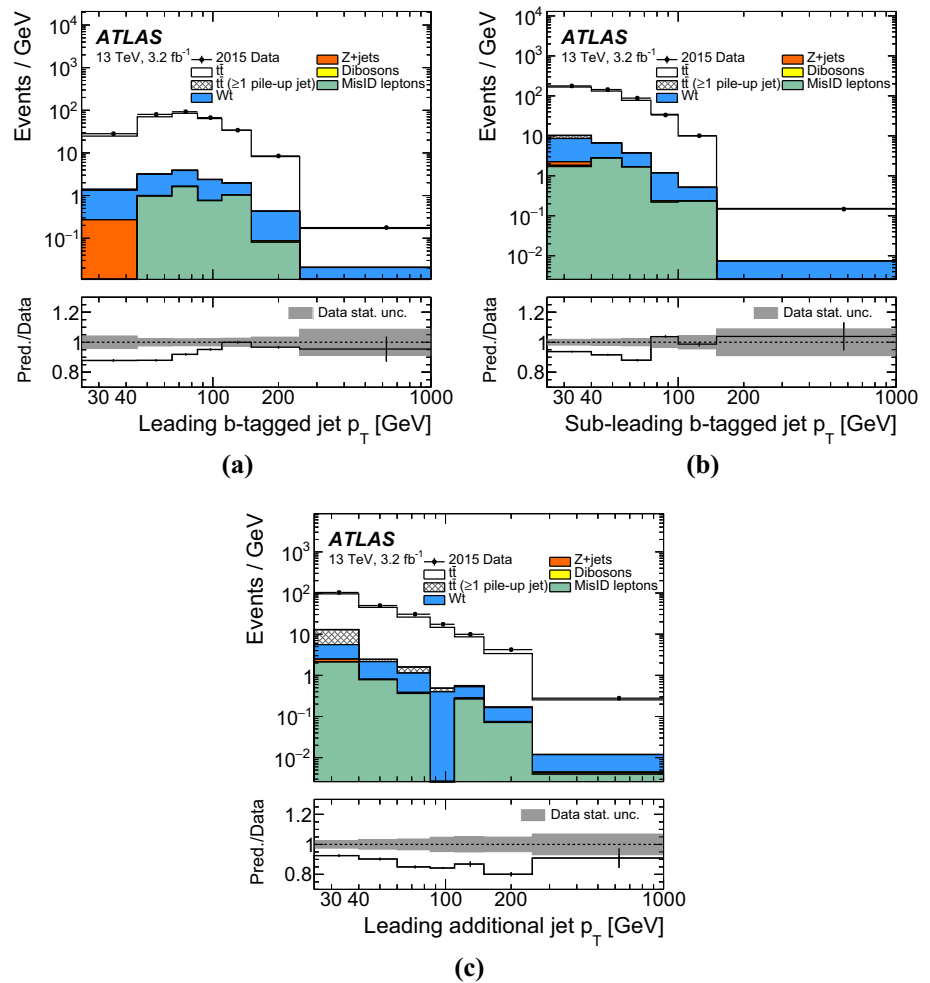 ATLAS
13 TeV, 3.2 fb⁻¹
2015 Data
tt̄
tt̄ (≥1 pile-up jet)
Wt
Z+jets
Dibosons
MisID leptons
Events / GeV
10⁴
10³
10²
10
1
10⁻¹
Data stat. unc.
Pred./Data
1.2
1
0.8
30 40 100 200 1000
Leading b-tagged jet p_T [GeV]
(a)
ATLAS
13 TeV, 3.2 fb⁻¹
2015 Data
tt̄
tt̄ (≥1 pile-up jet)
Wt
Z+jets
Dibosons
MisID leptons
Events / GeV
10⁴
10³
10²
10
1
10⁻¹
10⁻²
Data stat. unc.
Pred./Data
1.2
1
0.8
30 40 100 200 1000
Sub-leading b-tagged jet p_T [GeV]
(b)
ATLAS
13 TeV, 3.2 fb⁻¹
2015 Data
tt̄
tt̄ (≥1 pile-up jet)
Wt
Z+jets
Dibosons
MisID leptons
Events / GeV
10³
10²
10
1
10⁻¹
10⁻²
Data stat. unc.
Pred./Data
1.2
1
0.8
30 40 100 200 1000
Leading additional jet p_T [GeV]
(c)